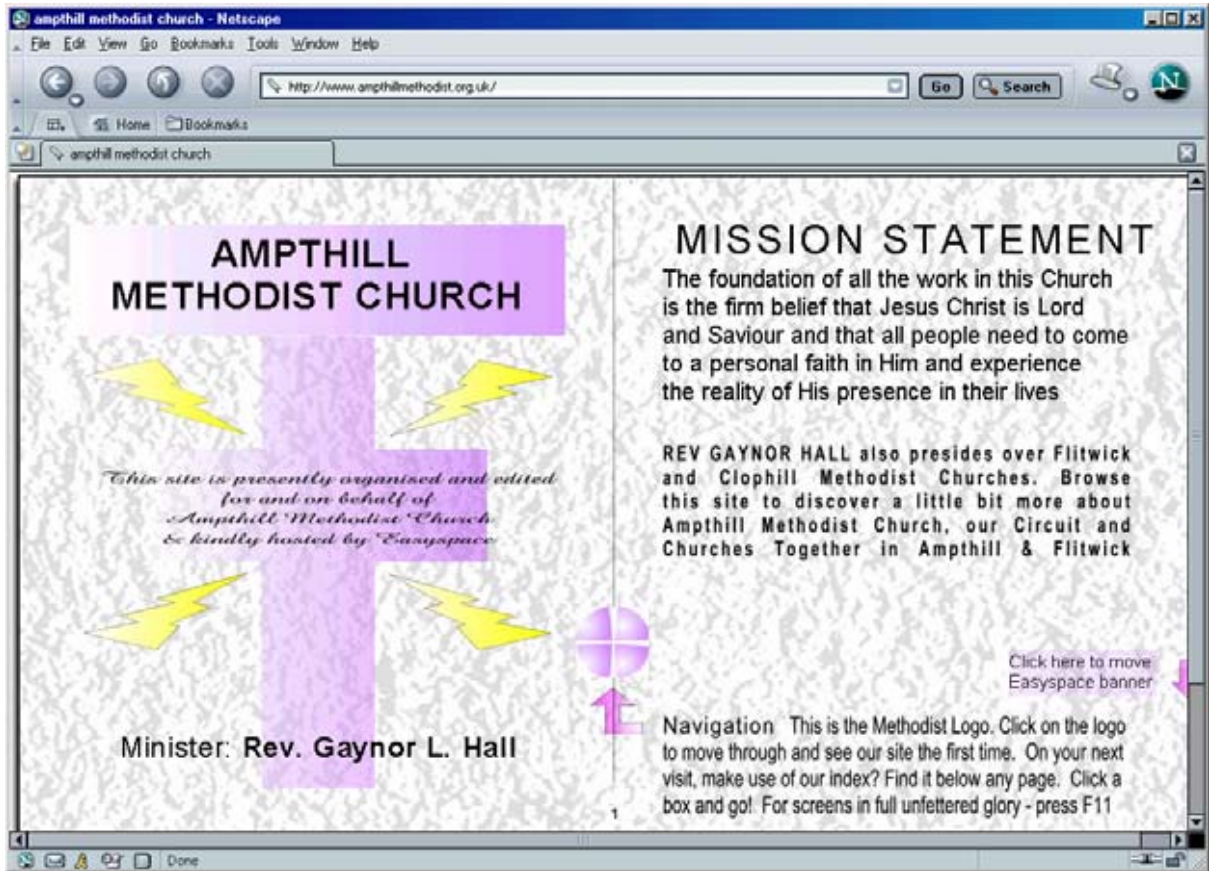 ampthill methodist church - Netscape
File Edit View Go Bookmarks Tools Window Help
http://www.ampthillmethodist.org.uk/
Go
Search
N
Home
Bookmarks
ampthill methodist church
AMPTHILL
METHODIST CHURCH
This site is presently organised and edited
for and on behalf of
Ampthill Methodist Church
& kindly hosted by Easyspace
Minister: Rev. Gaynor L. Hall
MISSION STATEMENT
The foundation of all the work in this Church
is the firm belief that Jesus Christ is Lord
and Saviour and that all people need to come
to a personal faith in Him and experience
the reality of His presence in their lives
REV GAYNOR HALL also presides over Flitwick
and Clophill Methodist Churches. Browse
this site to discover a little bit more about
Ampthill Methodist Church, our Circuit and
Churches Together in Ampthill & Flitwick
Click here to move
Easyspace banner
Navigation This is the Methodist Logo. Click on the logo
to move through and see our site the first time. On your next
visit, make use of our index? Find it below any page. Click a
box and go! For screens in full unfettered glory - press F11
1
Done